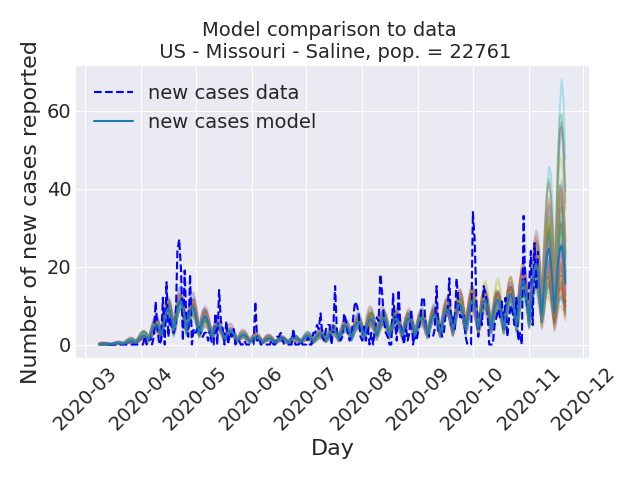 Model comparison to data
US - Missouri - Saline, pop. = 22761
Number of new cases reported
60
40
20
0
new cases data
new cases model
2020-03
2020-04
2020-05
2020-06
2020-07
2020-08
2020-09
2020-10
2020-11
2020-12
Day